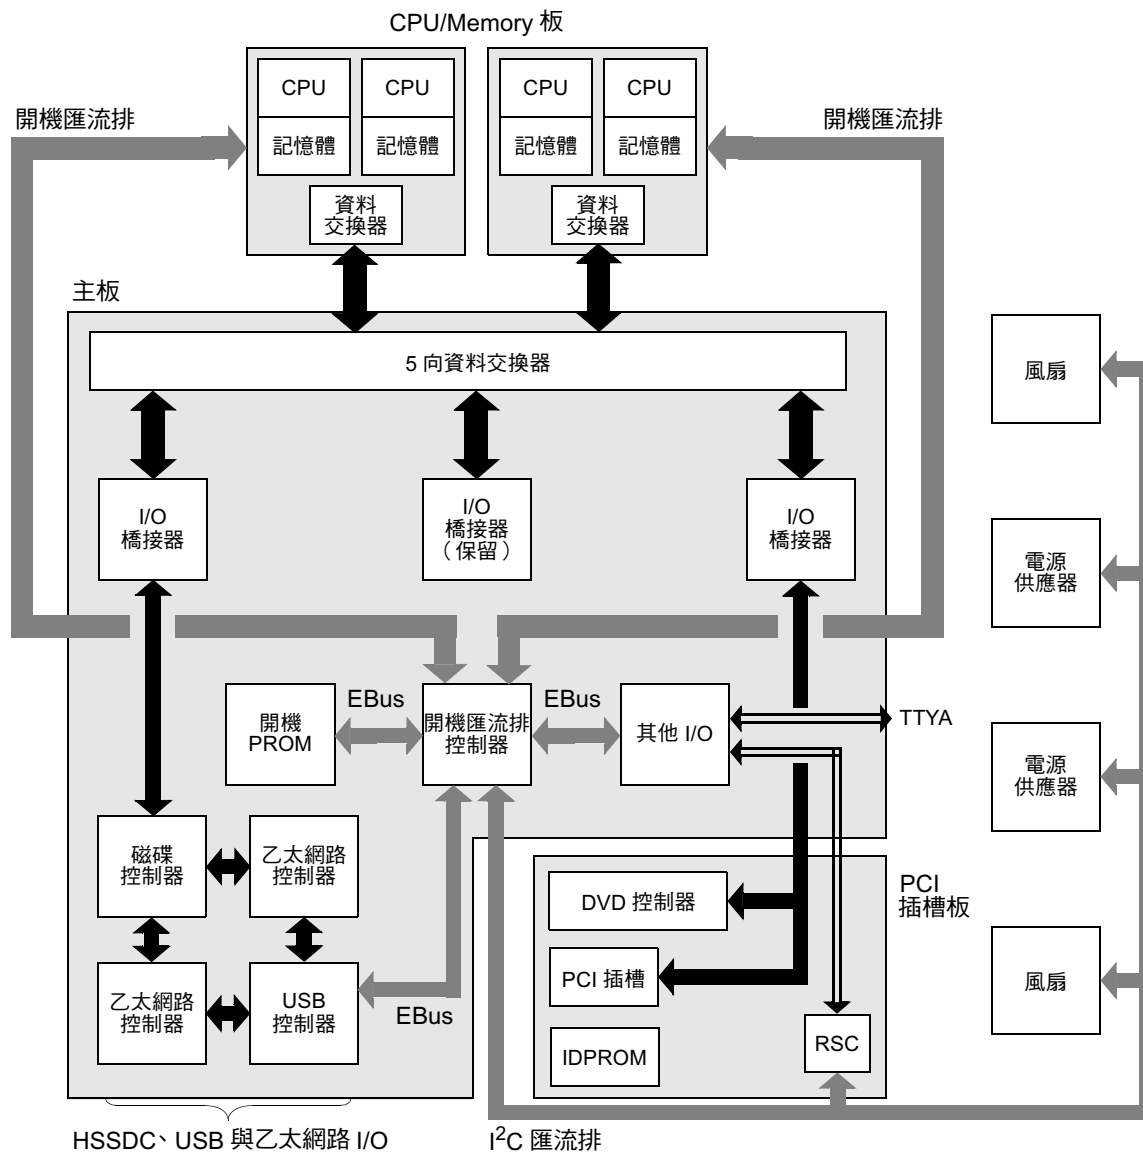 CPU/Memory 板
CPU
CPU
CPU
CPU
開機匯流排
開機匯流排
記憶體
記憶體
記憶體
記憶體
資料
交換器
資料
交換器
主板
5 向資料交換器
風扇
I/O
橋接器
I/O
橋接器
（保留）
I/O
橋接器
電源
供應器
EBus
EBus
開機
PROM
開機匯流排
控制器
其他 I/O
TTYA
電源
供應器
磁碟
控制器
乙太網路
控制器
DVD 控制器
PCI
插槽板
乙太網路
控制器
USB
控制器
EBus
PCI 插槽
風扇
IDPROM
RSC
HSSDC、USB 與乙太網路 I/O
I²C 匯流排